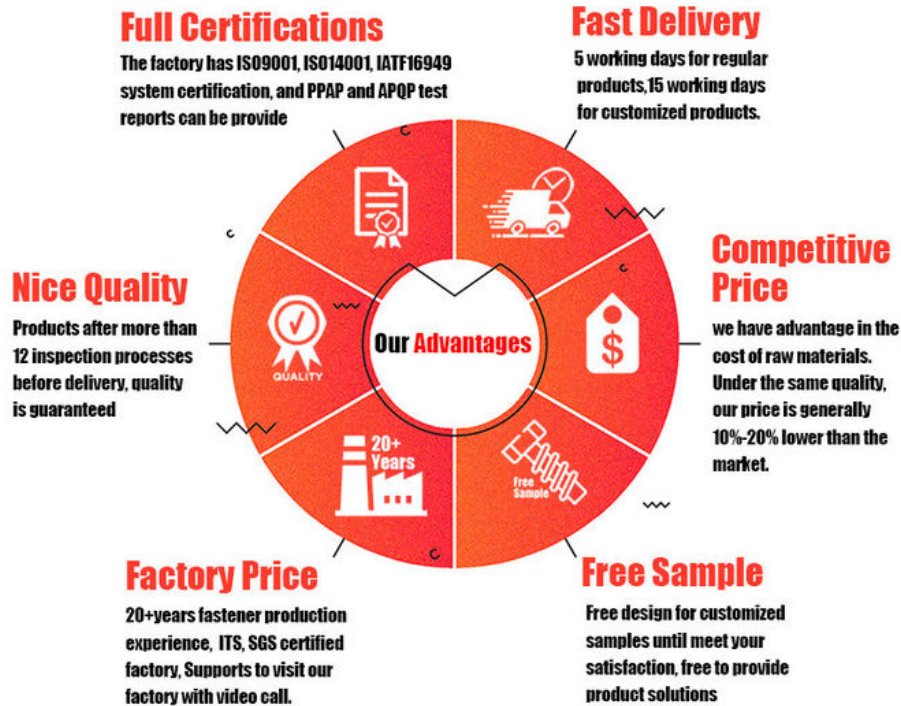 Full Certifications
The factory has ISO9001, ISO14001, IATF16949
system certification, and PPAP and APQP test
reports can be provide
Fast Delivery
5 working days for regular
products,15 working days
for customized products.
Nice Quality
Products after more than
12 inspection processes
before delivery, quality
is guaranteed
QUALITY
Our Advantages
$
Competitive
Price
we have advantage in the
cost of raw materials.
Under the same quality,
our price is generally
10%-20% lower than the
market.
20+
Years
Free
Sample
Factory Price
20+years fastener production
experience, ITS, SGS certified
factory, Supports to visit our
factory with video call.
Free Sample
Free design for customized
samples until meet your
satisfaction, free to provide
product solutions